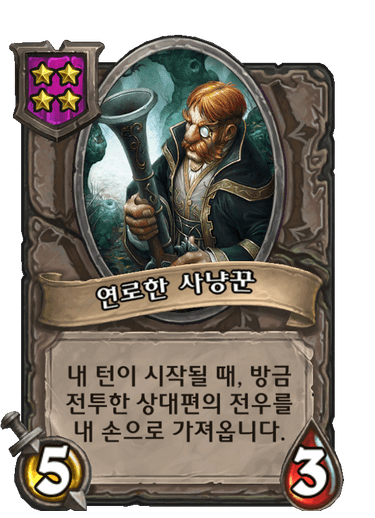 연로한 사냥꾼
내 턴이 시작될 때, 방금
전투한 상대편의 전우를
내 손으로 가져옵니다.
5
3